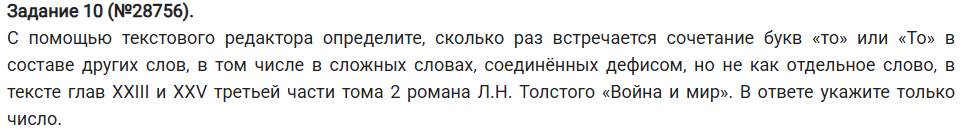 Задание 10 (№28756).
С помощью текстового редактора определите, сколько раз встречается сочетание букв «то» или «То» в
составе других слов, в том числе в сложных словах, соединённых дефисом, но не как отдельное слово, в
тексте глав XXIII и XXV третьей части тома 2 романа Л.Н. Толстого «Война и мир». В ответе укажите только
число.